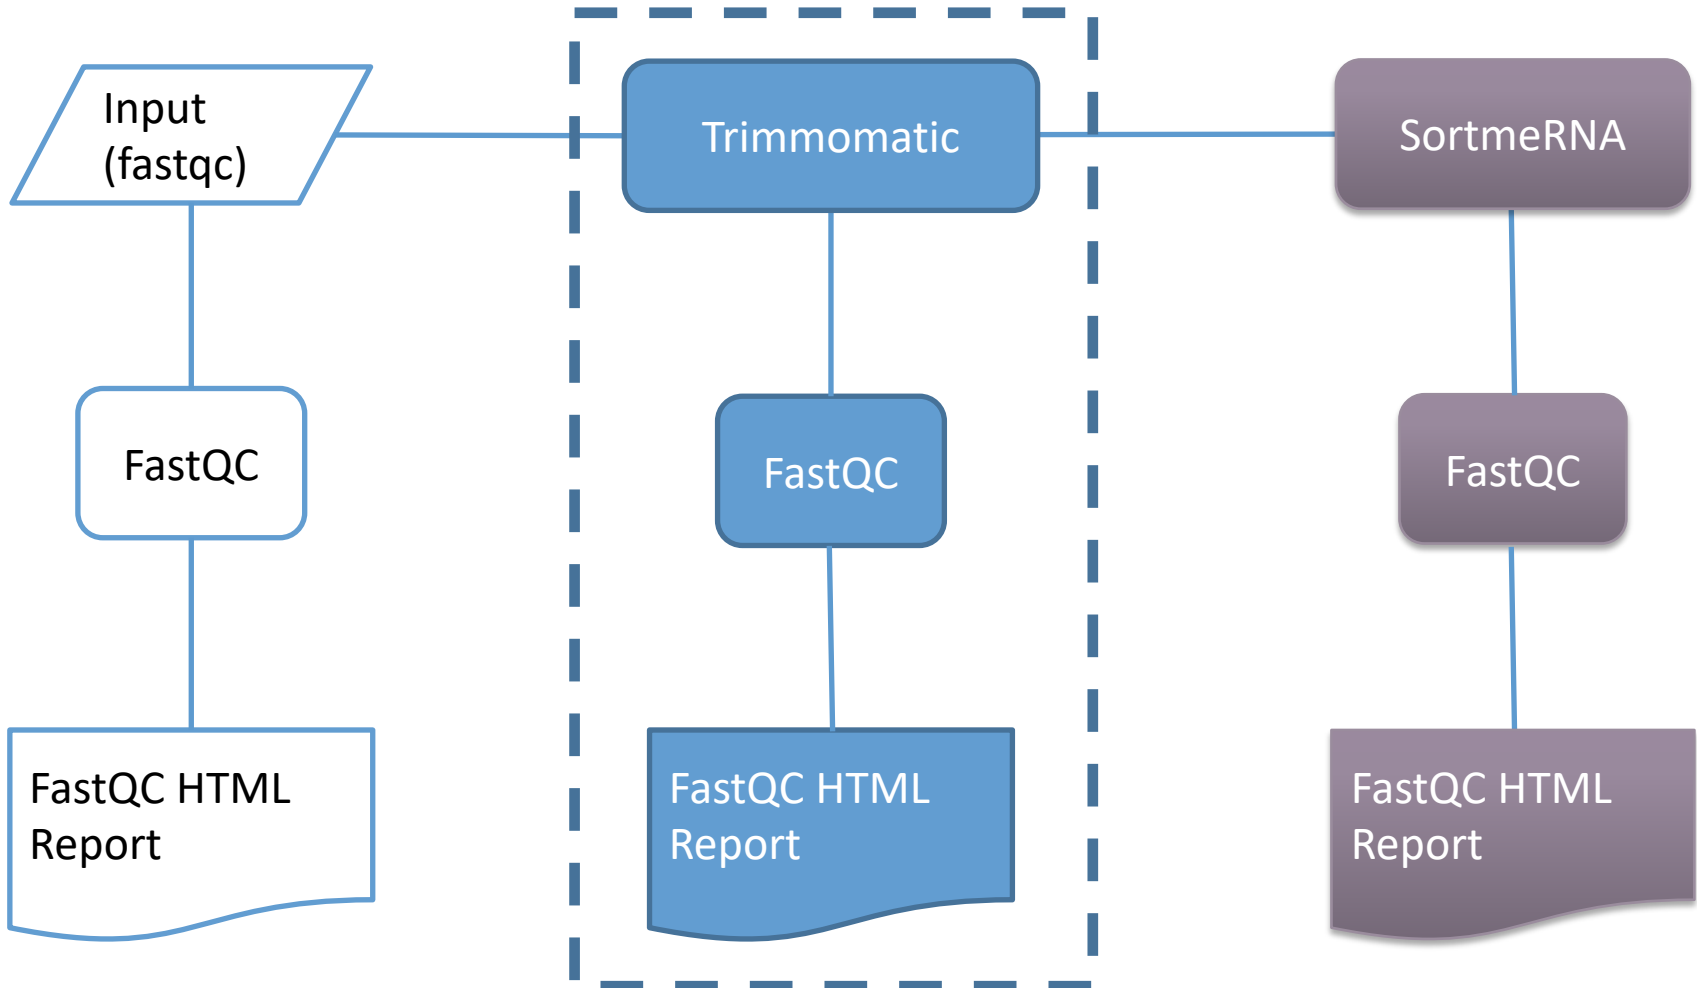 Input
(fastqc)
Trimmomatic
SortmeRNA
FastQC
FastQC
FastQC
FastQC HTML
Report
FastQC HTML
Report
FastQC HTML
Report